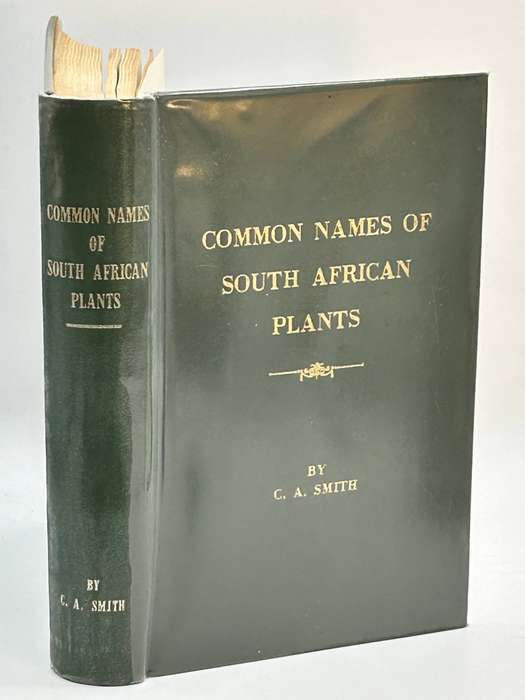 COMMON NAMES
OF
SOUTH AFRICAN
PLANTS
BY
C. A. SMITH
COMMON NAMES OF
SOUTH AFRICAN
PLANTS
BY
C. A. SMITH